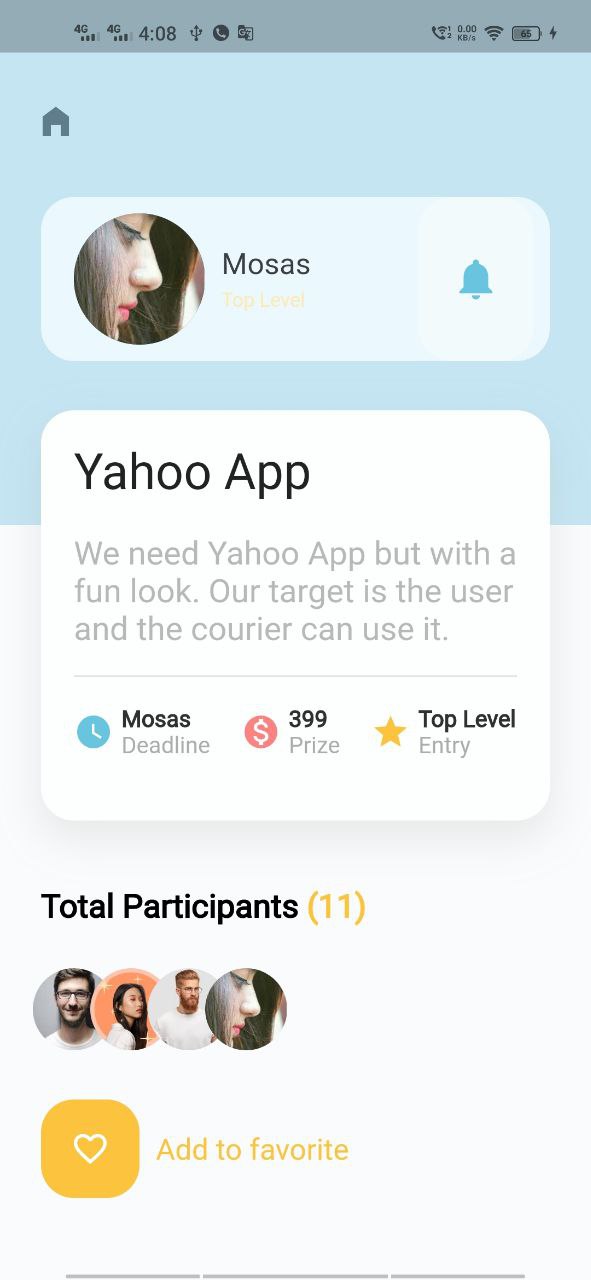 4G 4G 4:08 0.00 KB/s 65
Mosas
Top Level
Yahoo App
We need Yahoo App but with a
fun look. Our target is the user
and the courier can use it.
Mosas 399 Top Level
Deadline Prize Entry
Total Participants (11)
Add to favorite